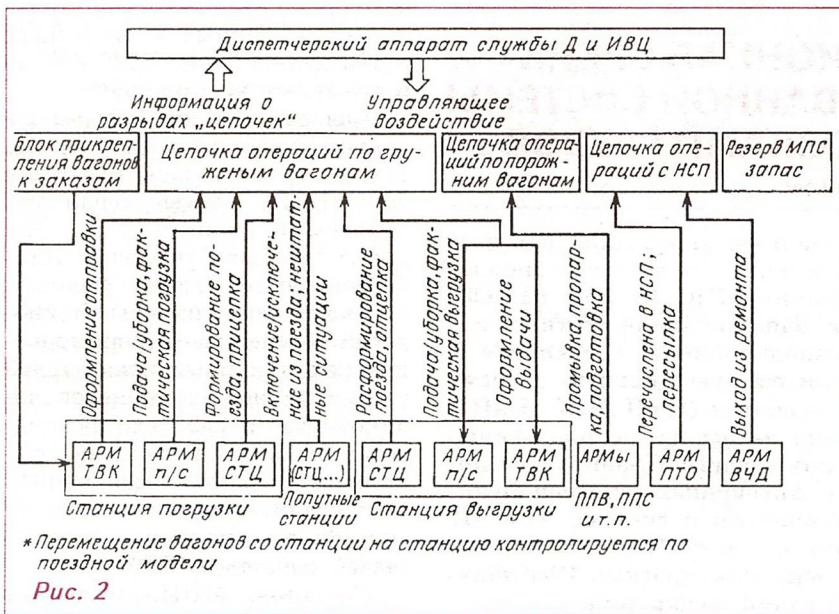 Диспетчерский аппарат службы Д и ИВЦ
Информация о
разрывах „цепочек"
Управляющее
воздействие
Блок прикреп-
ления вагонов
к заказам
Цепочка операций по гру-
женым вагонам
Цепочка опера-
ций по порож-
ним вагонам
Цепочка опе-
раций с НСП
Резерв МПС
запас
Оформление отправки
Подача/уборка, фак-
тическая погрузка
Формирование по-
езда, прицепка
Включение/исключе-
ние поезда; нештат-
ные ситуации
Расформирование
поезда, отцепка
Подача/уборка, фак-
тическая выгрузка
Оформление
выдачи
Промывка, пропар-
ка, подготовка
Перечислена в НСП;
пересылка
Выход из ремонта
АРМ
ТВК
АРМ
п/с
АРМ
СТЦ
АРМ
(СТЦ...)
АРМ
СТЦ
АРМ
п/с
АРМ
ТВК
АРМы
АРМ
ПТО
АРМ
ВЧД
Станция погрузки
Попутные
станции
Станция выгрузки
ППВ, ППС
и т. п.
* Перемещение вагонов со станции на станцию контролируется по
поездной модели
Рис. 2